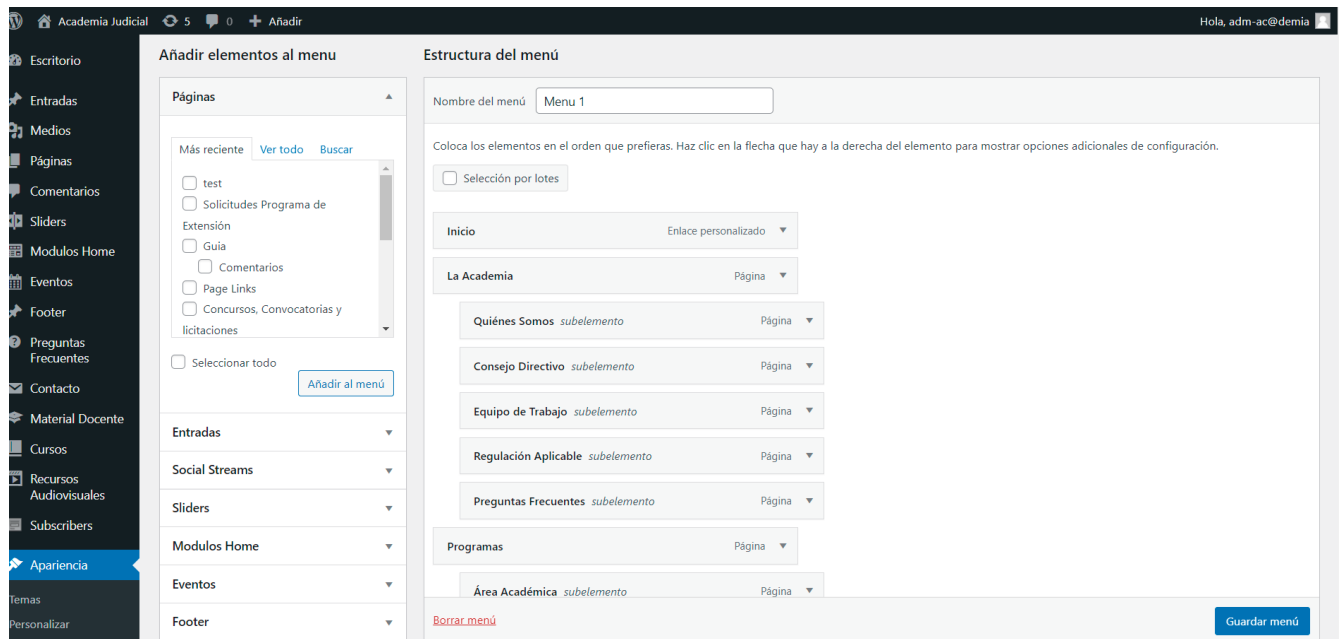 Academia Judicial 5 0 Añadir Hola, adm-ac@demia
Escritorio
Entradas
Medios
Páginas
Comentarios
Sliders
Modulos Home
Eventos
Footer
Preguntas
Frecuentes
Contacto
Material Docente
Cursos
Recursos
Audiovisuales
Subscribers
Apariencia
Temas
Personalizar
Añadir elementos al menu
Páginas
Más reciente Ver todo Buscar
test
Solicitudes Programa de
Extensión
Guia
Comentarios
Page Links
Concursos, Convocatorias y
licitaciones
Seleccionar todo
Añadir al menú
Entradas
Social Streams
Sliders
Modulos Home
Eventos
Footer
Estructura del menú
Nombre del menú Menu 1
Coloca los elementos en el orden que prefieras. Haz clic en la flecha que hay a la derecha del elemento para mostrar opciones adicionales de configuración.
Selección por lotes
Inicio Enlace personalizado
La Academia Página
Quiénes Somos subelemento Página
Consejo Directivo subelemento Página
Equipo de Trabajo subelemento Página
Regulación Aplicable subelemento Página
Preguntas Frecuentes subelemento Página
Programas Página
Área Académica subelemento Página
Borrar menú Guardar menú